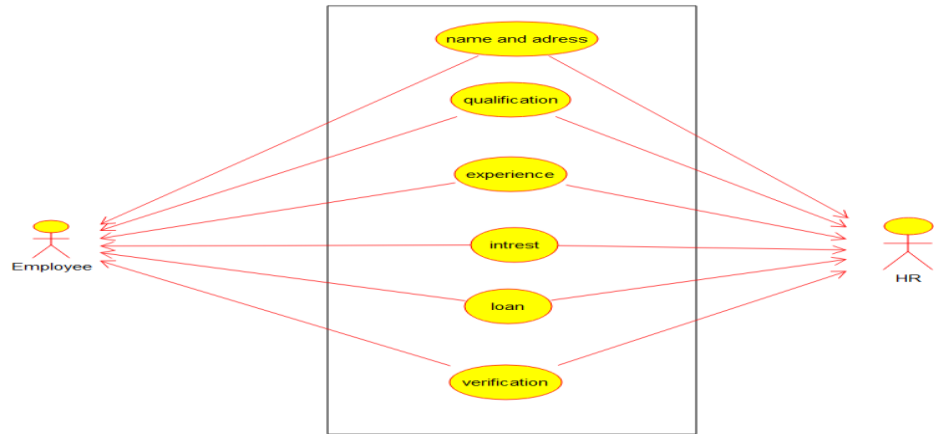 name and adress
qualification
experience
intrest
loan
verification
Employee
HR